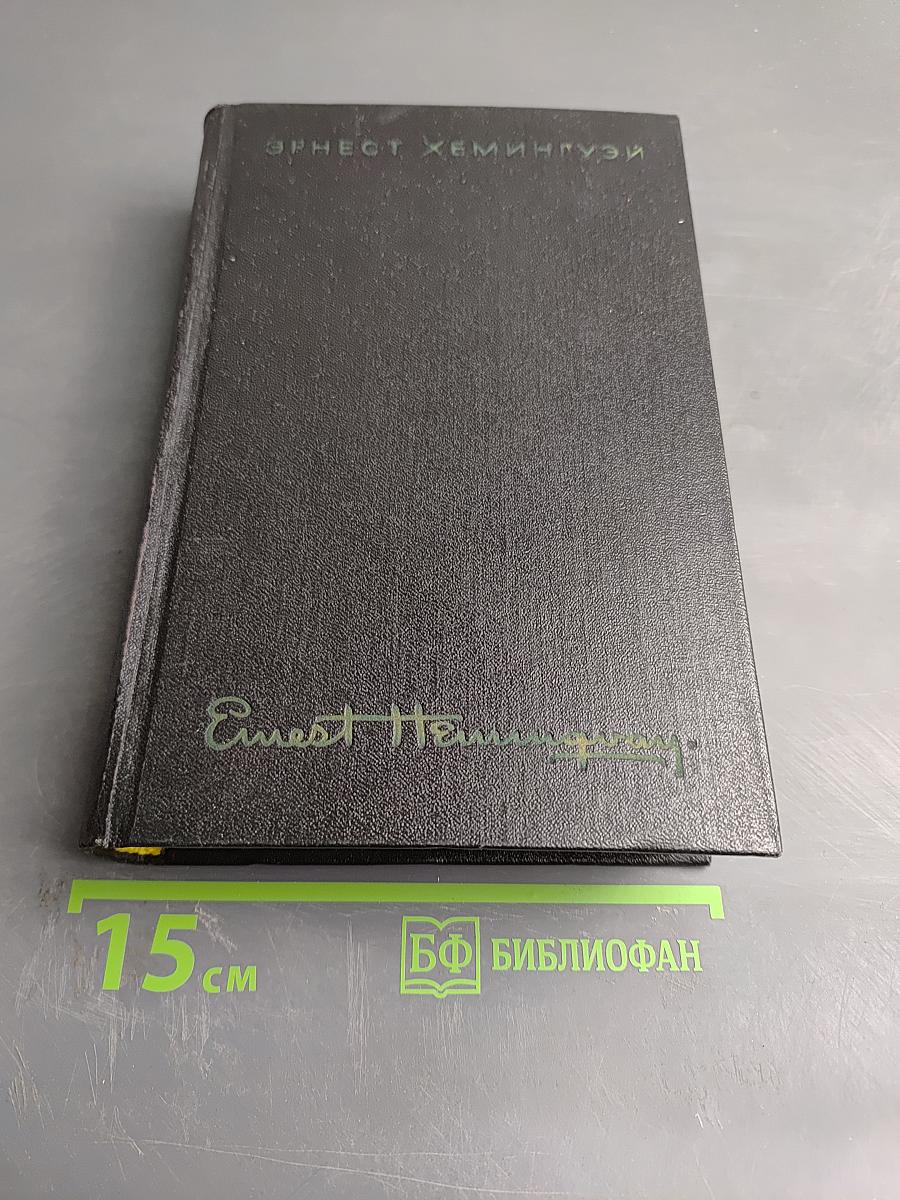 ЭРНЕСТ ХЕМИНГУЭЙ
Ernest Hemingway
15 см
БФ БИБЛИОФАН